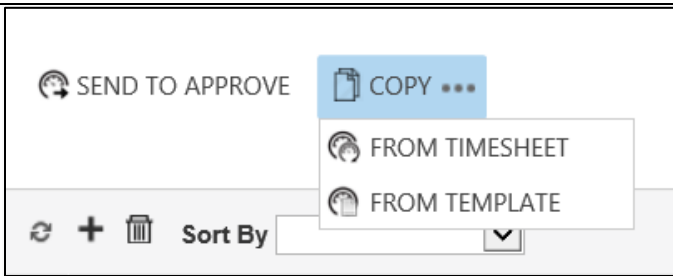 SEND TO APPROVE
COPY •••
FROM TIMESHEET
FROM TEMPLATE
Sort By